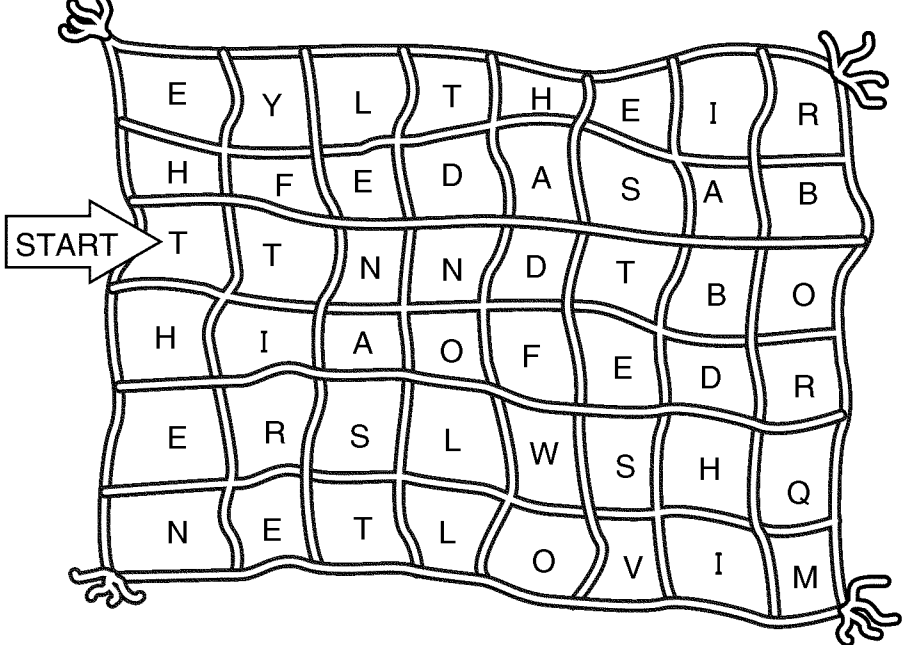 E Y L T H E I R
H F E D A S A B
START T T N N D T B O
H I A O F E D R
E R S L W S H Q
N E T L O V I M